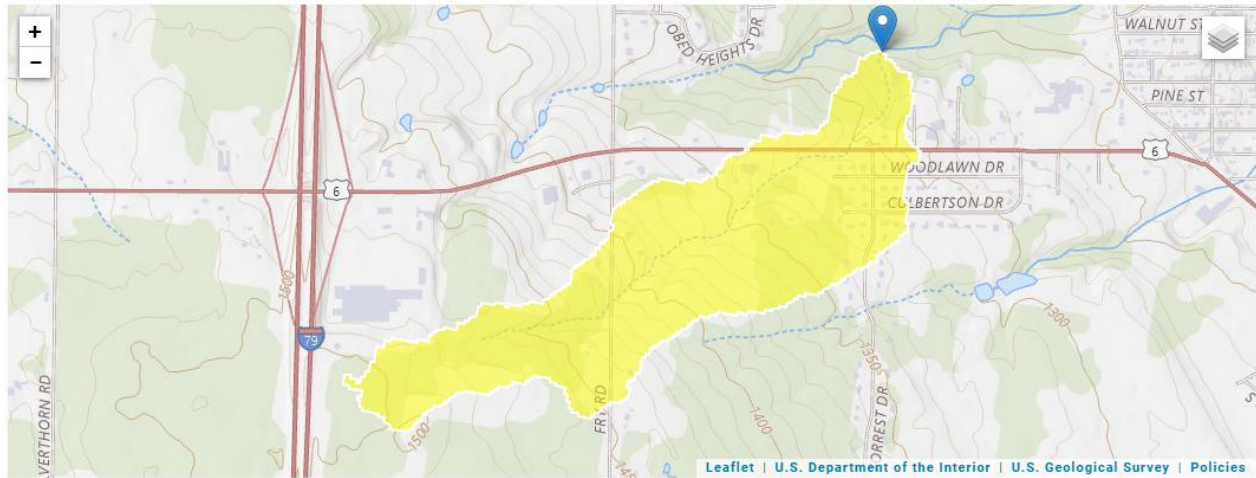 +
−
OBED HEIGHTS DR
WALNUT ST
PINE ST
6
WOODLAWN DR
6
CULBERTSON DR
1500
79
1300
1350
VERTHORN RD
FRY RD
1400
ORREST DR
1500
Leaflet | U.S. Department of the Interior | U.S. Geological Survey | Policies